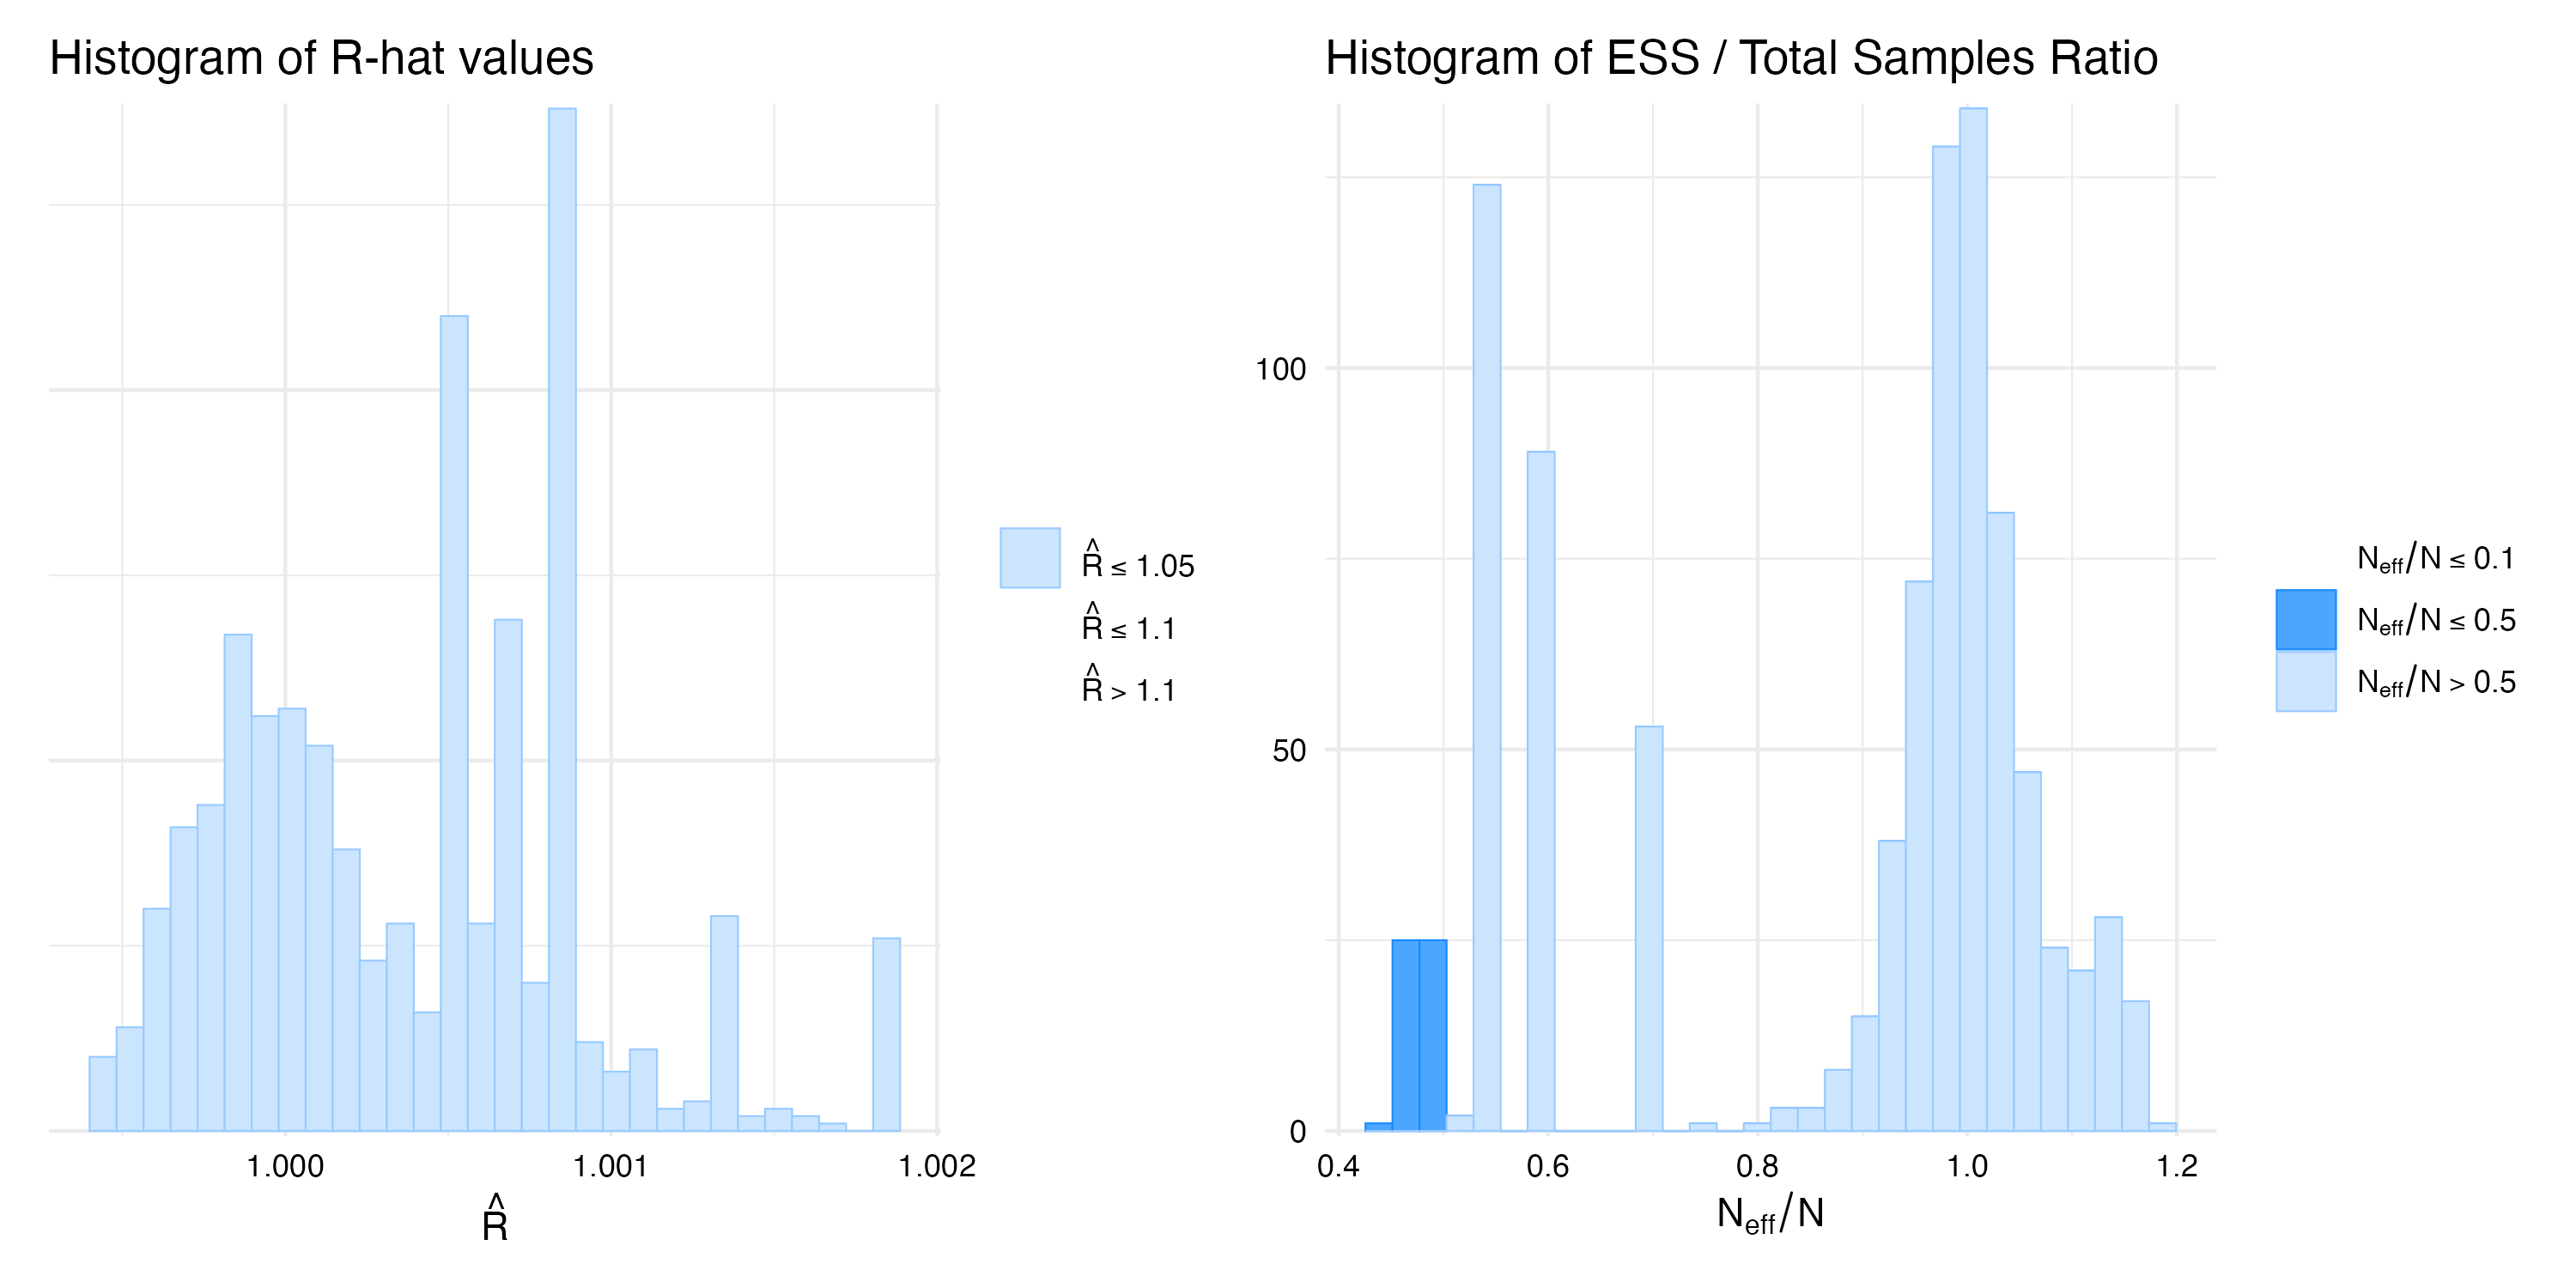 Histogram of R-hat values
1.000 1.001 1.002
R̂
R̂ ≤ 1.05
R̂ ≤ 1.1
R̂ > 1.1
Histogram of ESS / Total Samples Ratio
100
50
0
0.4 0.6 0.8 1.0 1.2
Neff/N
Neff/N ≤ 0.1
Neff/N ≤ 0.5
Neff/N > 0.5